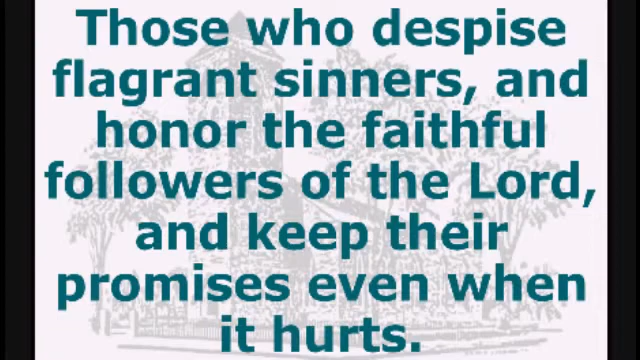 Those who despise
flagrant sinners, and
honor the faithful
followers of the Lord,
and keep their
promises even when
it hurts.